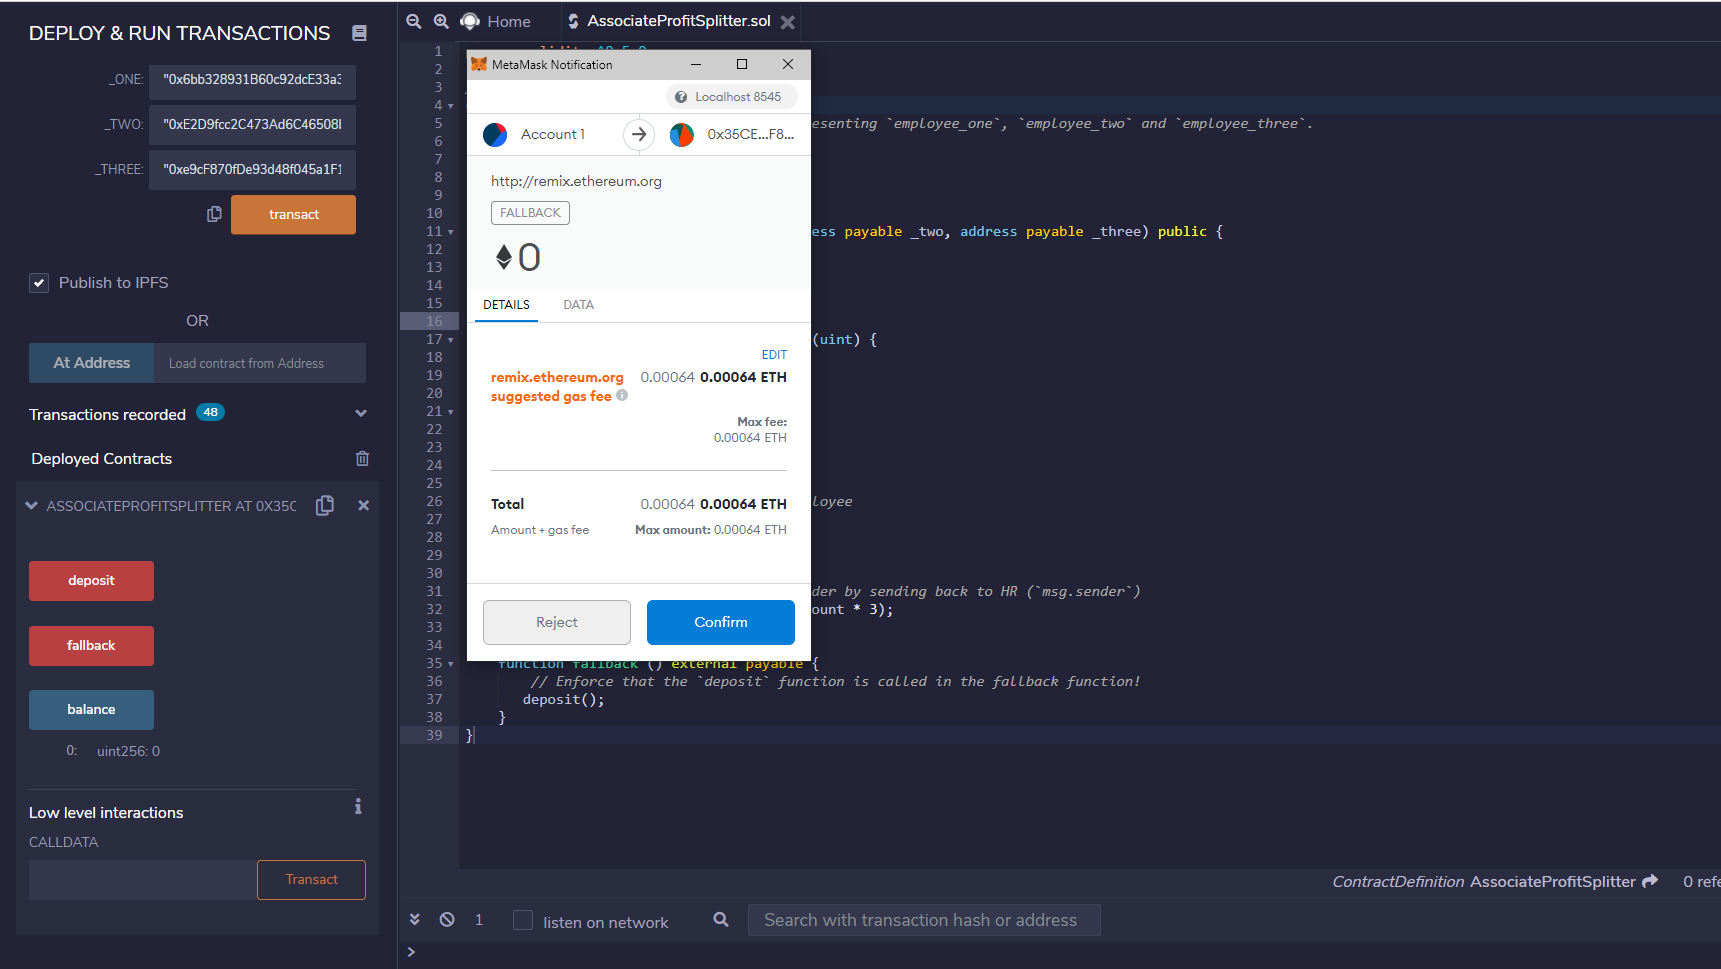 DEPLOY & RUN TRANSACTIONS
_ONE: "0x6bb328931B60c92dcE33a3
_TWO: "0xE2D9fcc2C473Ad6C46508I
_THREE: "0xe9cF870fDe93d48f045a1F1
transact
Publish to IPFS
OR
At Address Load contract from Address
Transactions recorded 48
Deployed Contracts
ASSOCIATEPROFITSPLITTER AT 0X35C
deposit
fallback
balance
0: uint256: 0
Low level interactions
CALLDATA
Transact
Home
AssociateProfitSplitter.sol
1
2
3
4
5 esenting `employee_one`, `employee_two` and `employee_three`.
6
7
8
9
10
11 ess payable _two, address payable _three) public {
12
13
14
15
16
17 (uint) {
18
19
20
21
22
23
24
25
26 loyee
27
28
29
30
31 der by sending back to HR (`msg.sender`)
32 ount * 3);
33
34
35 function fallback () external payable {
36 // Enforce that the `deposit` function is called in the fallback function!
37 deposit();
38 }
39 }
MetaMask Notification
Localhost 8545
Account 1
0x35CE...F8...
http://remix.ethereum.org
FALLBACK
0
DETAILS DATA
EDIT
remix.ethereum.org 0.00064 0.00064 ETH
suggested gas fee
Max fee:
0.00064 ETH
Total 0.00064 0.00064 ETH
Amount + gas fee Max amount: 0.00064 ETH
Reject Confirm
ContractDefinition AssociateProfitSplitter 0 refe
1 listen on network Search with transaction hash or address
>